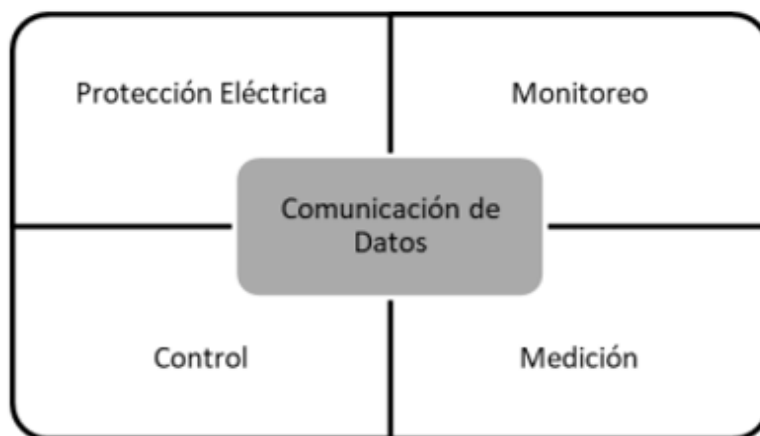 Protección Eléctrica
Monitoreo
Comunicación de
Datos
Control
Medición